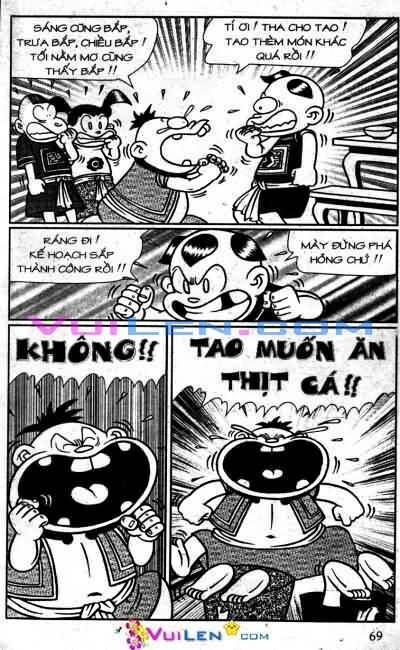 SÁNG CŨNG BẮP,
TRƯA BẮP, CHIỀU BẮP !
TỐI NẰM MƠ CŨNG
THẤY BẮP !!
TÍ ƠI ! THA CHO TAO !
TAO THÈM MÓN KHÁC
QUÁ RỒI !!
RÁNG ĐI !
KẾ HOẠCH SẮP
THÀNH CÔNG RỒI !!
MÀY ĐỪNG PHÁ
HỎNG CHỨ !
VUILEN.COM
KHÔNG!!
TAO MUỐN ĂN
THỊT CÁ!!
69
VUILEN.COM